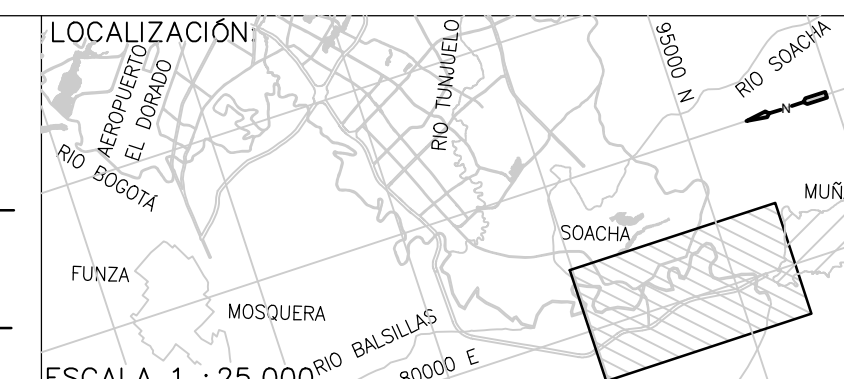 LOCALIZACIÓN:
AEROPUERTO
EL DORADO
RIO BOGOTÁ
RIO TUNJUELO
95000 N
RIO SOACHA
N
MUÑ
SOACHA
FUNZA
MOSQUERA
RIO BALSILLAS
80000 E
ESCALA 1 : 25.000